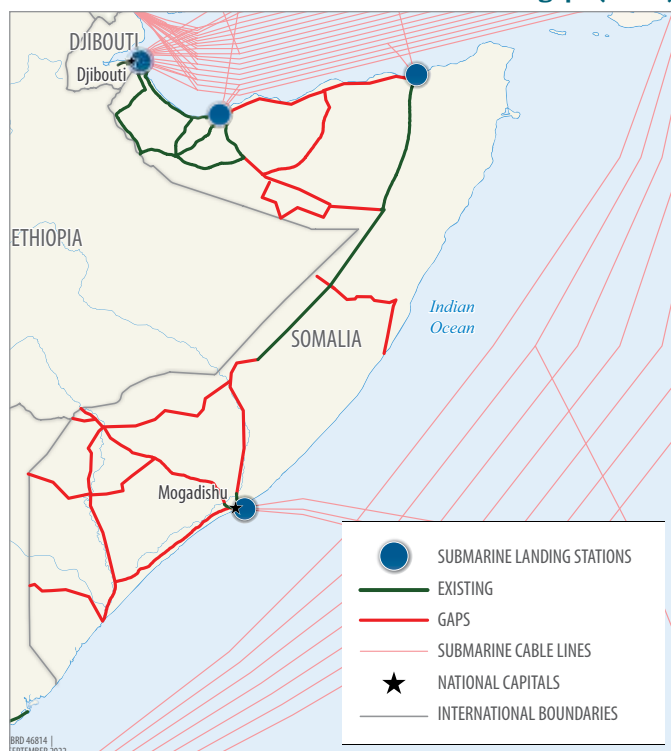 DJIBOUTI
Djibouti
ETHIOPIA
Indian
Ocean
SOMALIA
Mogadishu
SUBMARINE LANDING STATIONS
EXISTING
GAPS
SUBMARINE CABLE LINES
NATIONAL CAPITALS
INTERNATIONAL BOUNDARIES
BRD 46814 |